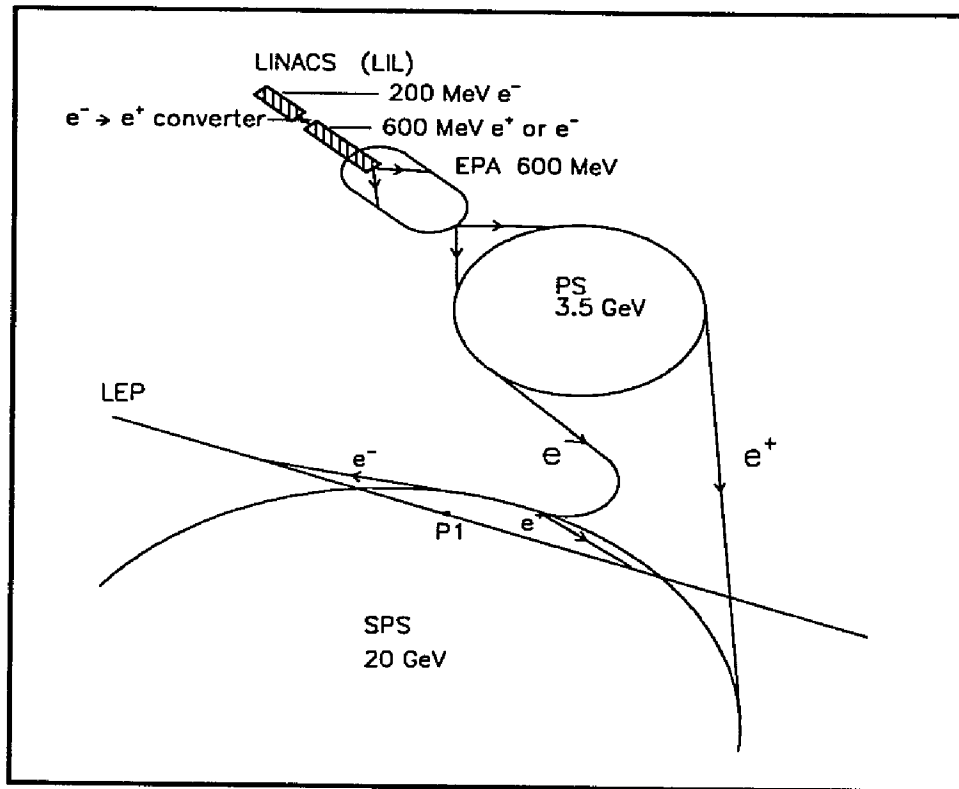 LINACS (LIL)
200 MeV e⁻
e⁻ → e⁺ converter
600 MeV e⁺ or e⁻
EPA 600 MeV
PS
3.5 GeV
LEP
e⁻
e⁺
e⁻
e⁺
P1
SPS
20 GeV